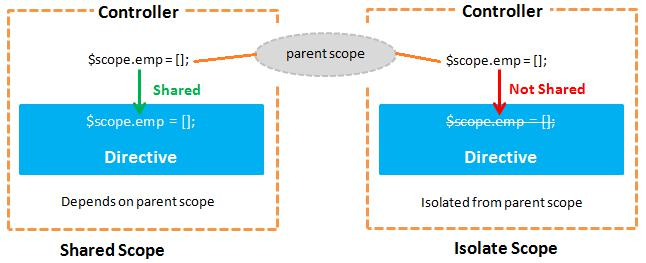 Controller
$scope.emp = [];
Shared
$scope.emp = [];
Directive
Depends on parent scope
Shared Scope
parent scope
Controller
$scope.emp = [];
Not Shared
$scope.emp = [];
Directive
Isolated from parent scope
Isolate Scope